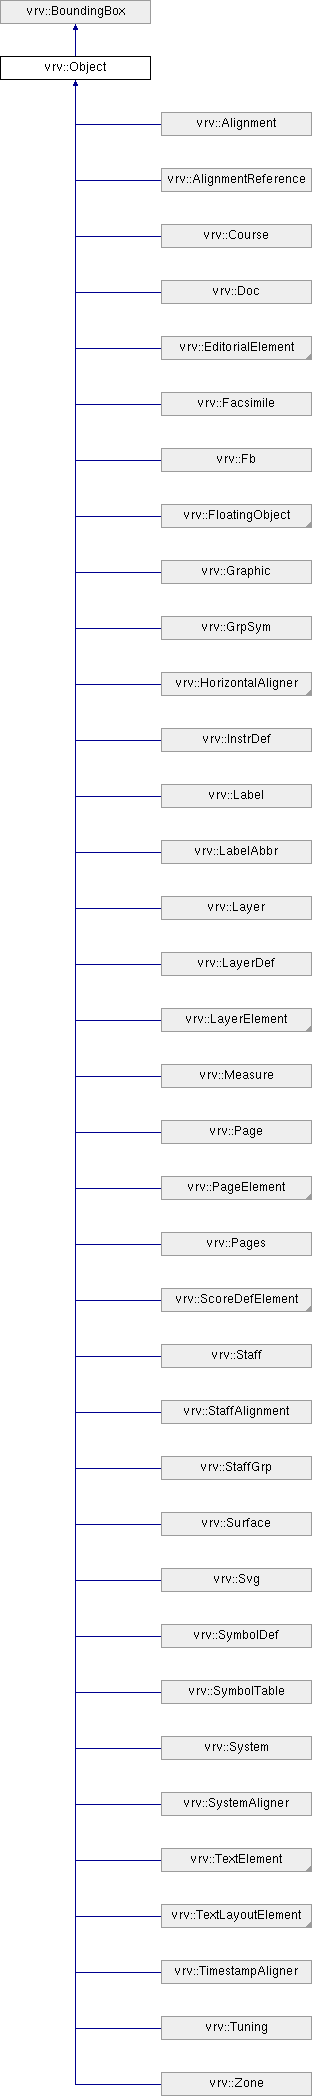 vrv::BoundingBox
vrv::Object
vrv::Alignment
vrv::AlignmentReference
vrv::Course
vrv::Doc
vrv::EditorialElement
vrv::Facsimile
vrv::Fb
vrv::FloatingObject
vrv::Graphic
vrv::GrpSym
vrv::HorizontalAligner
vrv::InstrDef
vrv::Label
vrv::LabelAbbr
vrv::Layer
vrv::LayerDef
vrv::LayerElement
vrv::Measure
vrv::Page
vrv::PageElement
vrv::Pages
vrv::ScoreDefElement
vrv::Staff
vrv::StaffAlignment
vrv::StaffGrp
vrv::Surface
vrv::Svg
vrv::SymbolDef
vrv::SymbolTable
vrv::System
vrv::SystemAligner
vrv::TextElement
vrv::TextLayoutElement
vrv::TimestampAligner
vrv::Tuning
vrv::Zone